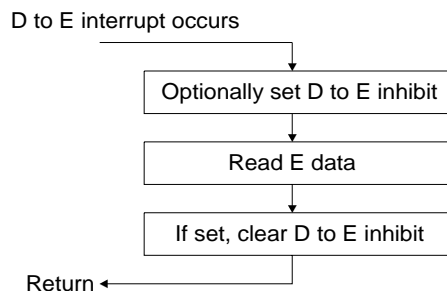 D to E interrupt occurs
Optionally set D to E inhibit
Read E data
If set, clear D to E inhibit
Return